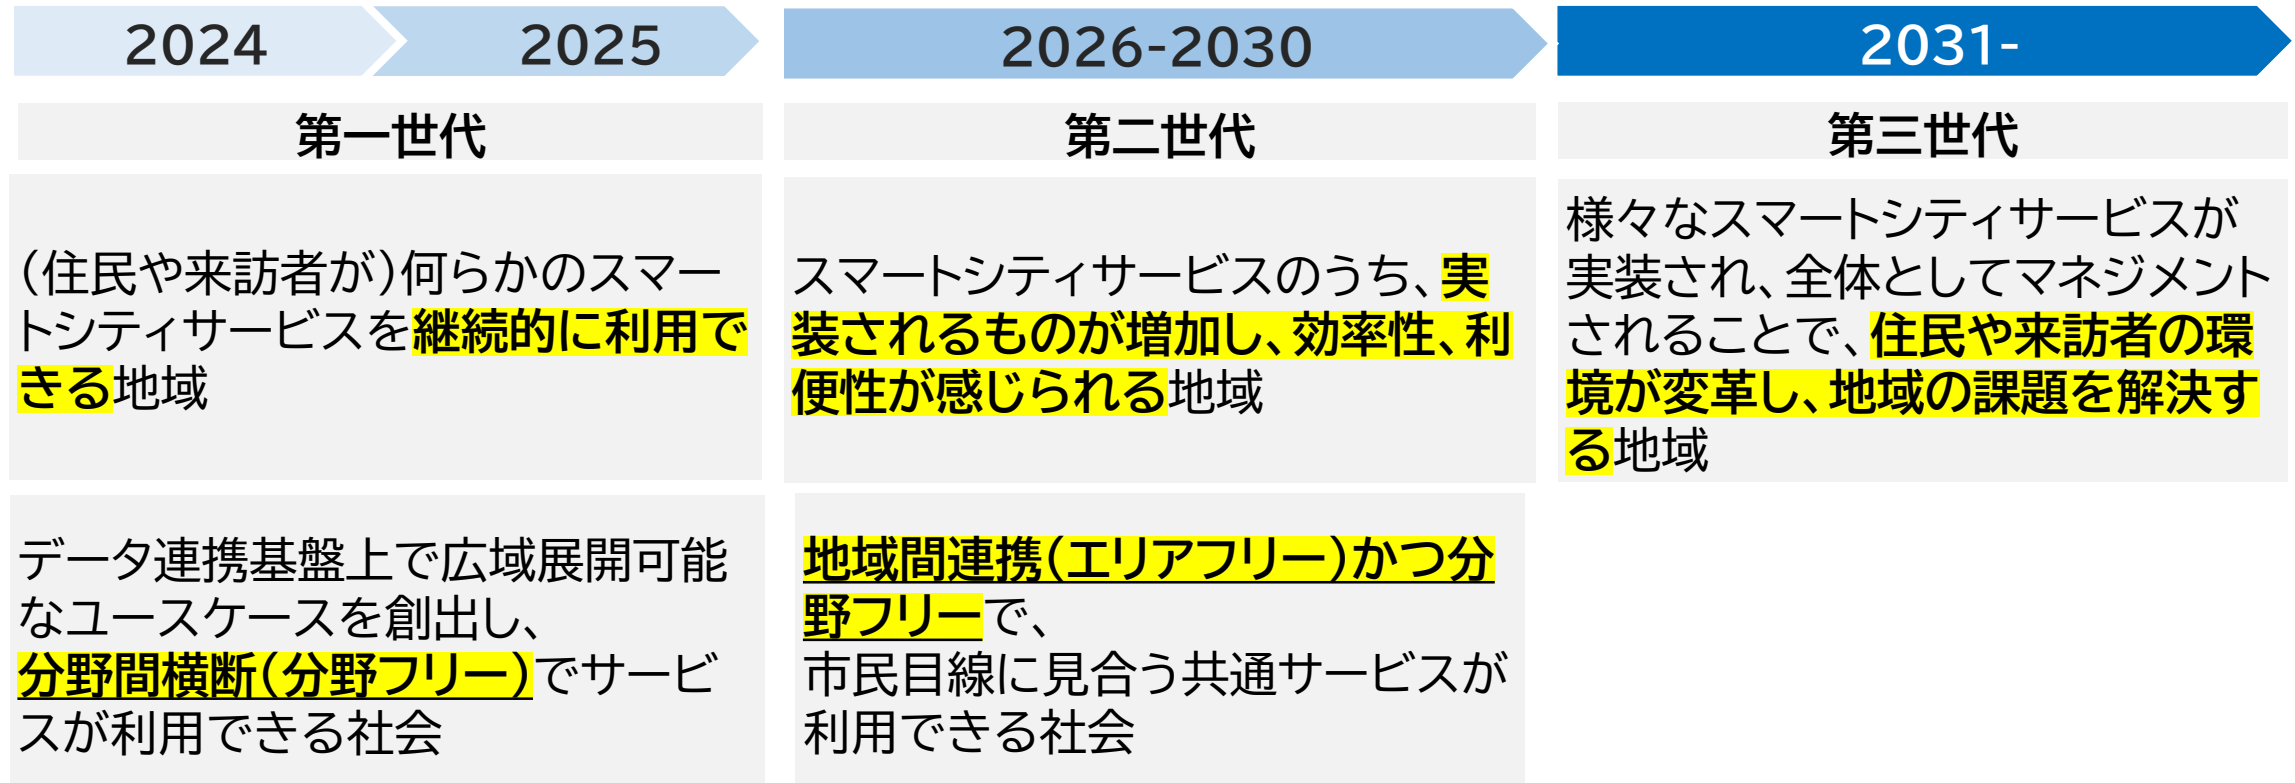 2024
2025
2026-2030
2031-
第一世代
第二世代
第三世代
（住民や来訪者が）何らかのスマー
トシティサービスを継続的に利用で
きる地域
スマートシティサービスのうち、実
装されるものが増加し、効率性、利
便性が感じられる地域
様々なスマートシティサービスが
実装され、全体としてマネジメント
されることで、住民や来訪者の環
境が変革し、地域の課題を解決す
る地域
データ連携基盤上で広域展開可能
なユースケースを創出し、
分野間横断（分野フリー）でサービ
スが利用できる社会
地域間連携（エリアフリー）かつ分
野フリーで、
市民目線に見合う共通サービスが
利用できる社会